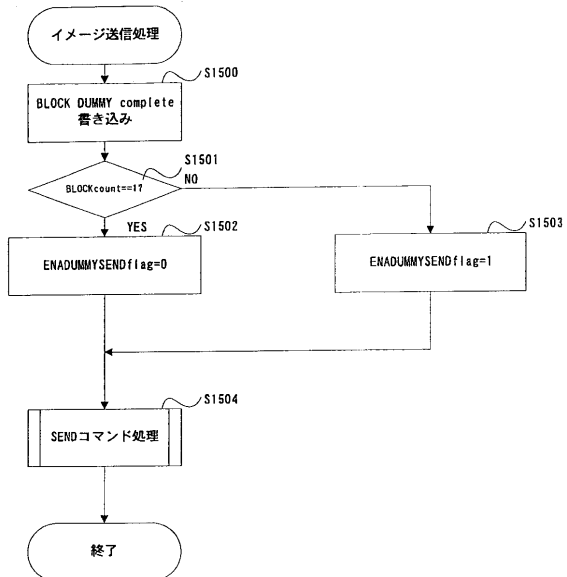 イメージ送信処理
S1500
BLOCK DUMMY complete
書き込み
S1501
BLOCKcount==1?
NO
YES
S1502
ENADUMMYSENDflag=0
S1503
ENADUMMYSENDflag=1
S1504
SENDコマンド処理
終了